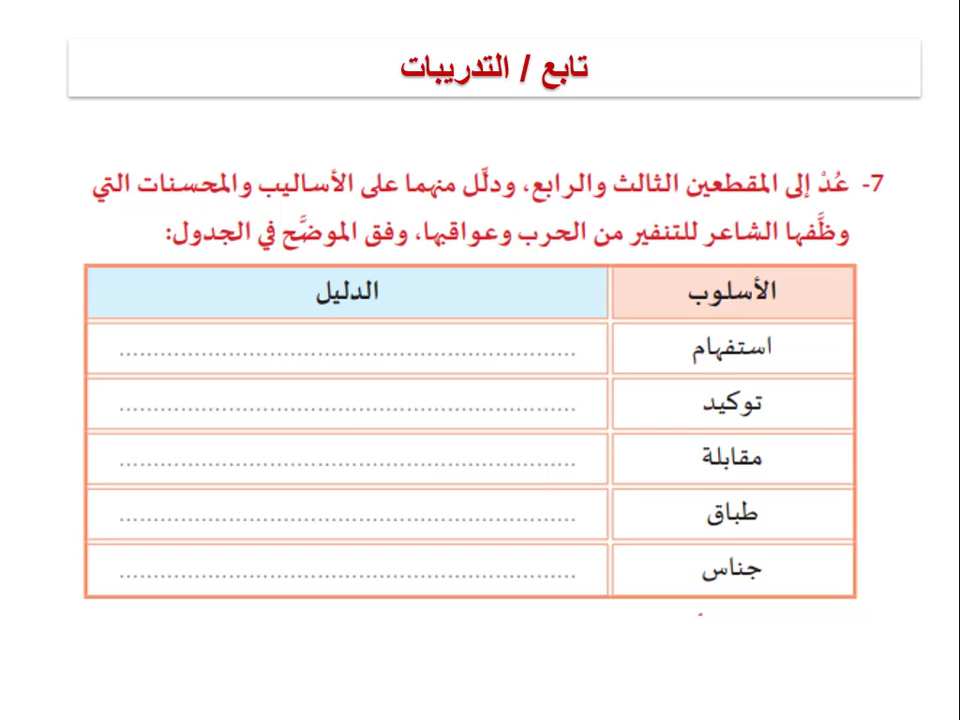 تابع / التدريبات
7- عُدْ إلى المقطعين الثالث والرابع، ودلِّل منهما على الأساليب والمحسنات التي
وظَّفها الشاعر للتنفير من الحرب وعواقبها، وفق الموضَّح في الجدول:
الأسلوب الدليل
استفهام ..............................................................
توكيد ..............................................................
مقابلة ..............................................................
طباق ..............................................................
جناس ..............................................................